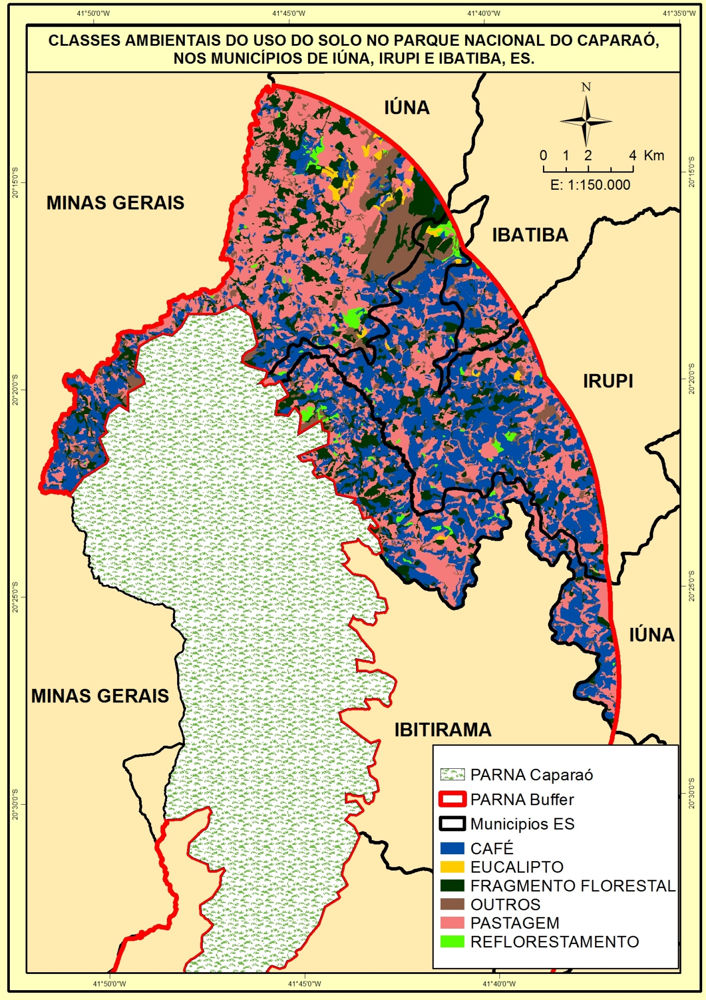 41°50'0"W 41°45'0"W 41°40'0"W 41°35'0"W
CLASSES AMBIENTAIS DO USO DO SOLO NO PARQUE NACIONAL DO CAPARAÓ,
NOS MUNICÍPIOS DE IÚNA, IRUPI E IBATIBA, ES.
N
IÚNA
0 1 2 4 Km
E: 1:150.000
20°15'0"S
20°15'0"S
MINAS GERAIS
IBATIBA
IRUPI
20°20'0"S
20°20'0"S
20°25'0"S
20°25'0"S
IÚNA
MINAS GERAIS
IBITIRAMA
20°30'0"S
20°30'0"S
PARNA Caparaó
PARNA Buffer
Municipios ES
CAFÉ
EUCALIPTO
FRAGMENTO FLORESTAL
OUTROS
PASTAGEM
REFLORESTAMENTO
41°50'0"W 41°45'0"W 41°40'0"W